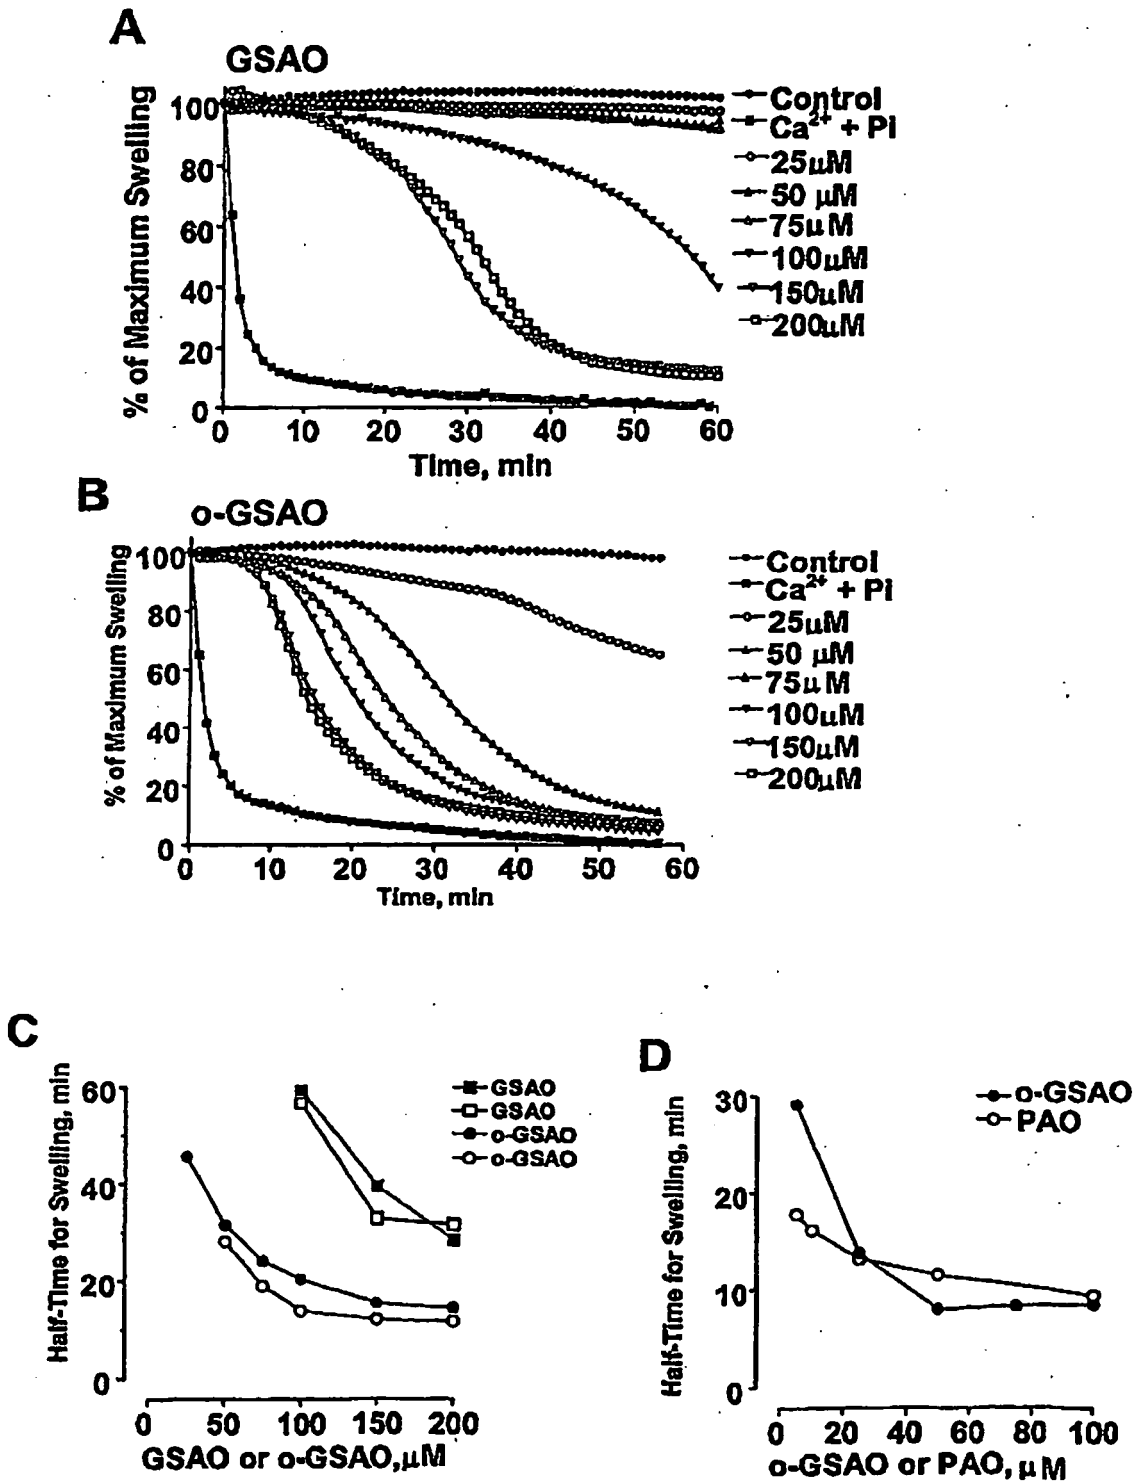 A
GSAO
% of Maximum Swelling
100
80
60
40
20
0
0 10 20 30 40 50 60
Time, min
Control
Ca2+ + Pi
25µM
50 µM
75µM
100µM
150µM
200µM
B
o-GSAO
% of Maximum Swelling
100
80
60
40
20
0
0 10 20 30 40 50 60
Time, min
Control
Ca2+ + Pi
25µM
50 µM
75µM
100µM
150µM
200µM
C
Half-Time for Swelling, min
60
40
20
0
0 50 100 150 200
GSAO or o-GSAO,µM
GSAO
GSAO
o-GSAO
o-GSAO
D
Half-Time for Swelling, min
30
20
10
0
0 20 40 60 80 100
o-GSAO or PAO, µM
o-GSAO
PAO